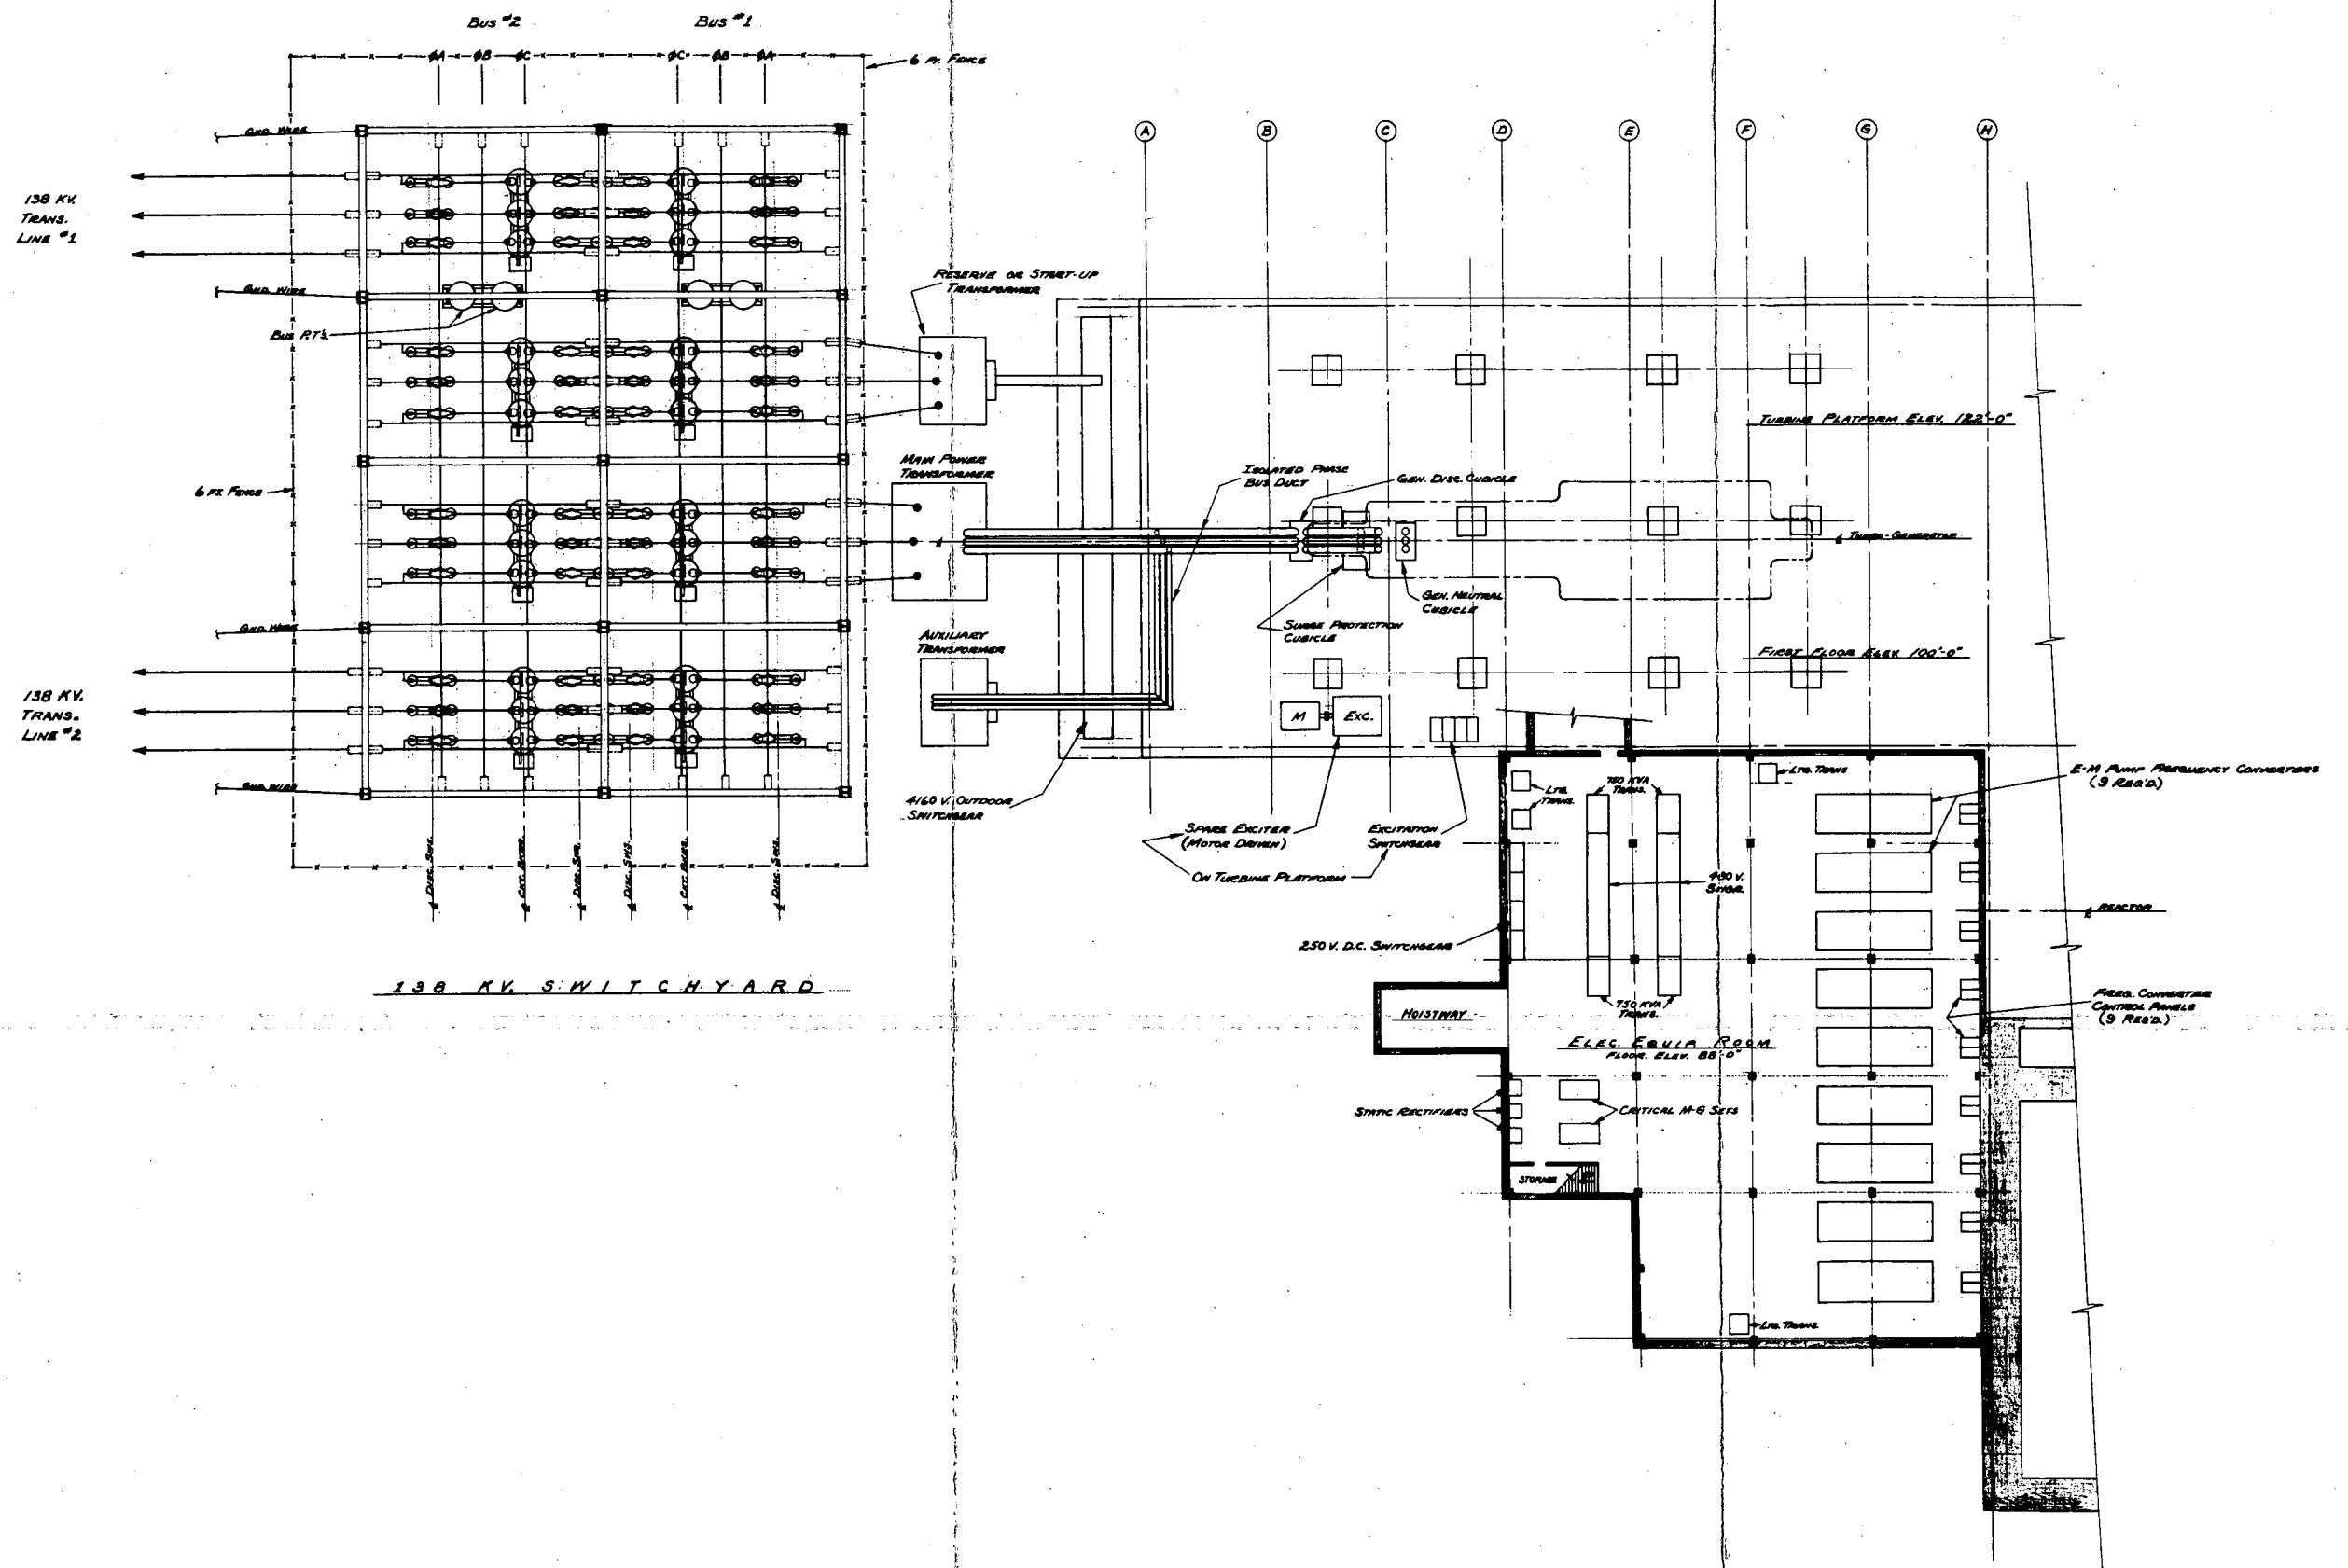 BUS #2
BUS #1
ØA
ØB
ØC
ØC
ØB
ØA
6 FT. FENCE
GND. WIRE
138 KV.
TRANS.
LINE #1
GND. WIRE
BUS P.T'S.
6 FT. FENCE
GND. WIRE
138 KV.
TRANS.
LINE #2
GND. WIRE
DISC. SWS.
CKT. BKRS.
DISC. SWS.
DISC. SWS.
CKT. BKRS.
DISC. SWS.
138 KV. SWITCHYARD
RESERVE OR START-UP
TRANSFORMER
MAIN POWER
TRANSFORMER
AUXILIARY
TRANSFORMER
4160 V. OUTDOOR
SWITCHGEAR
A
B
C
D
E
F
G
H
TURBINE PLATFORM ELEV. 122'-0"
ISOLATED PHASE
BUS DUCT
GEN. DISC. CUBICLE
℄ TURBO-GENERATOR
GEN. NEUTRAL
CUBICLE
SURGE PROTECTION
CUBICLE
FIRST FLOOR ELEV. 100'-0"
M
EXC.
SPARE EXCITER
(MOTOR DRIVEN)
EXCITATION
SWITCHGEAR
ON TURBINE PLATFORM
LTG.
TRANS.
750 KVA
TRANS.
LTG. TRANS
E-M PUMP FREQUENCY CONVERTERS
(9 REQ'D.)
480 V.
SWGR.
℄ REACTOR
250 V. D.C. SWITCHGEAR
750 KVA
TRANS.
FREQ. CONVERTER
CONTROL PANELS
(9 REQ'D.)
HOISTWAY
ELEC. EQUIP. ROOM
FLOOR. ELEV. 88'-0"
STATIC RECTIFIERS
CRITICAL M-G SETS
STORAGE
LTG. TRANS.